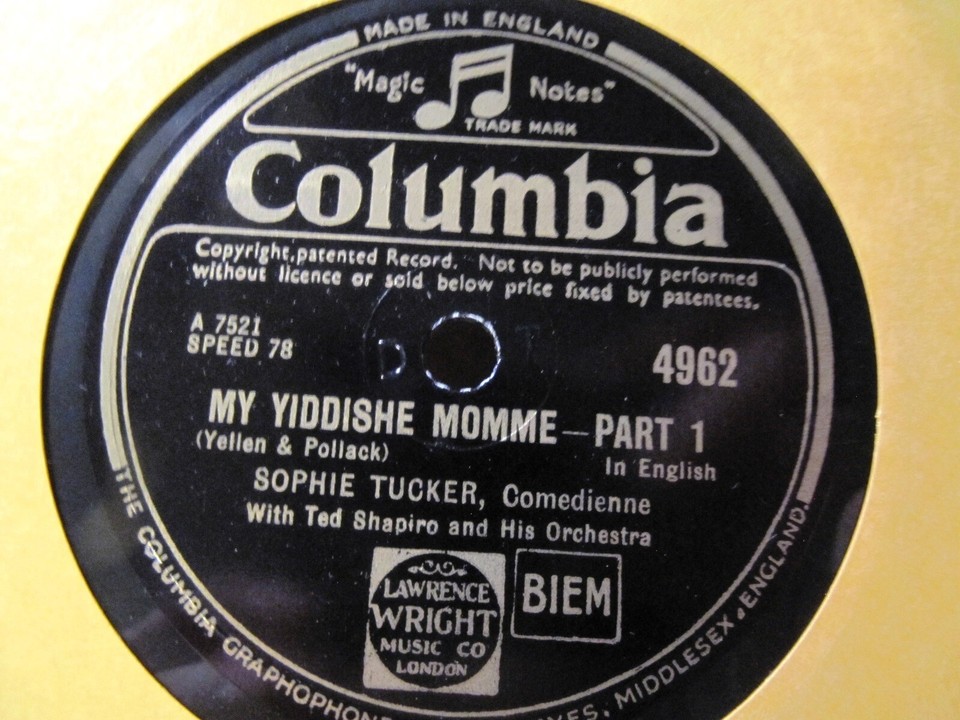 MADE IN ENGLAND
"Magic Notes"
TRADE MARK
Columbia
Copyright, patented Record. Not to be publicly performed
without licence or sold below price fixed by patentees.
A 7521
SPEED 78
4962
MY YIDDISHE MOMME—PART 1
(Yellen & Pollack)
In English
SOPHIE TUCKER, Comedienne
With Ted Shapiro and His Orchestra
LAWRENCE
WRIGHT
MUSIC CO
LONDON
BIEM
THE COLUMBIA GRAPHOPHONE
MIDDLESEX, ENGLAND.